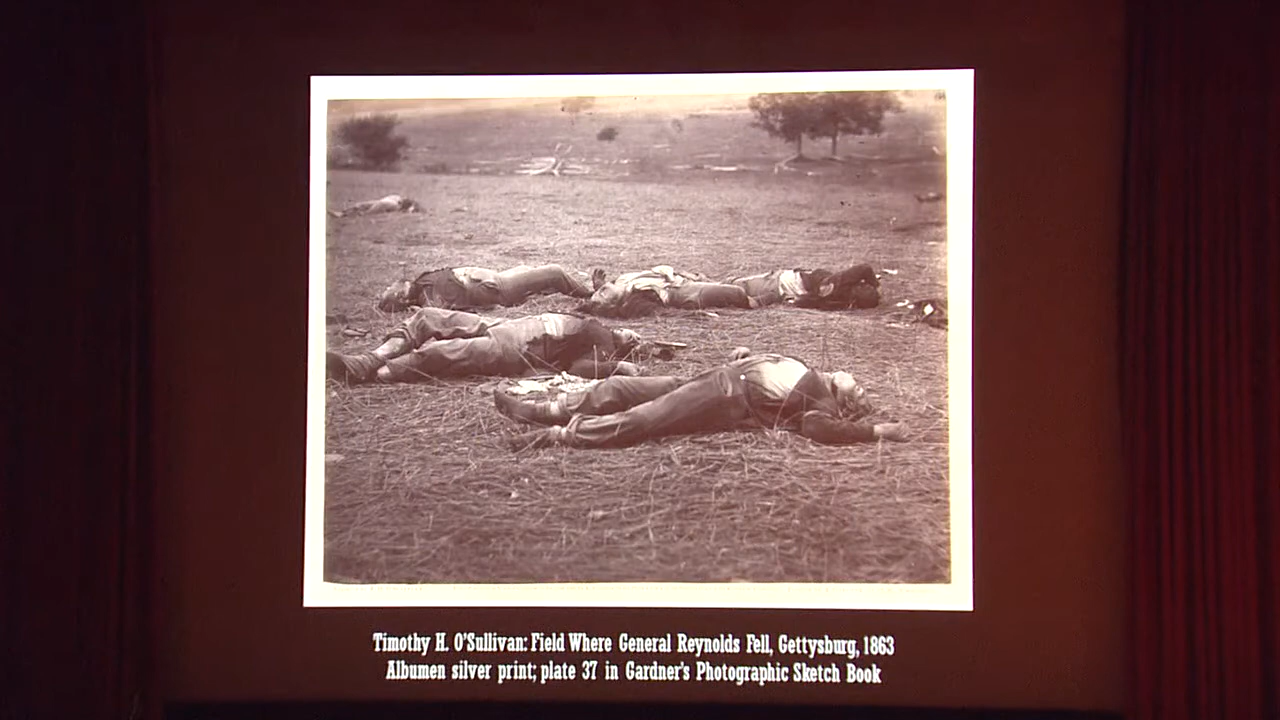 Timothy H. O'Sullivan: Field Where General Reynolds Fell, Gettysburg, 1863
Albumen silver print; plate 37 in Gardner's Photographic Sketch Book